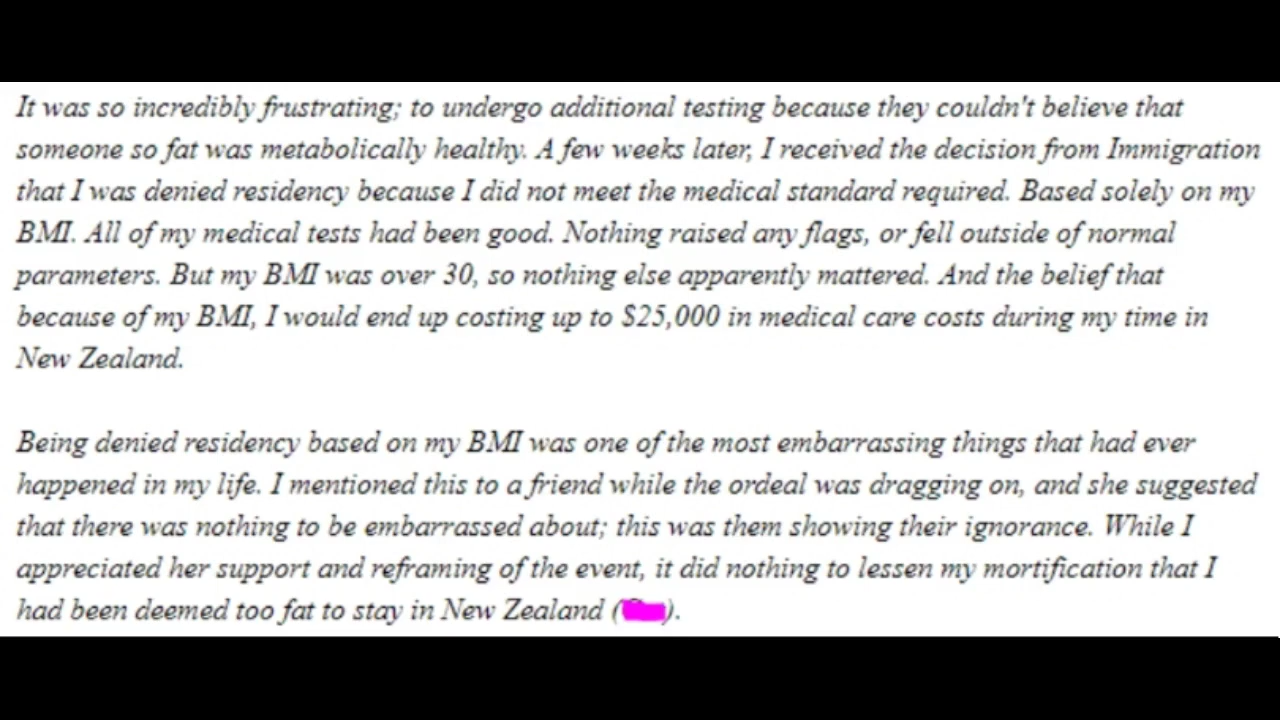 It was so incredibly frustrating; to undergo additional testing because they couldn't believe that
someone so fat was metabolically healthy. A few weeks later, I received the decision from Immigration
that I was denied residency because I did not meet the medical standard required. Based solely on my
BMI. All of my medical tests had been good. Nothing raised any flags, or fell outside of normal
parameters. But my BMI was over 30, so nothing else apparently mattered. And the belief that
because of my BMI, I would end up costing up to $25,000 in medical care costs during my time in
New Zealand.
Being denied residency based on my BMI was one of the most embarrassing things that had ever
happened in my life. I mentioned this to a friend while the ordeal was dragging on, and she suggested
that there was nothing to be embarrassed about; this was them showing their ignorance. While I
appreciated her support and reframing of the event, it did nothing to lessen my mortification that I
had been deemed too fat to stay in New Zealand ( ).